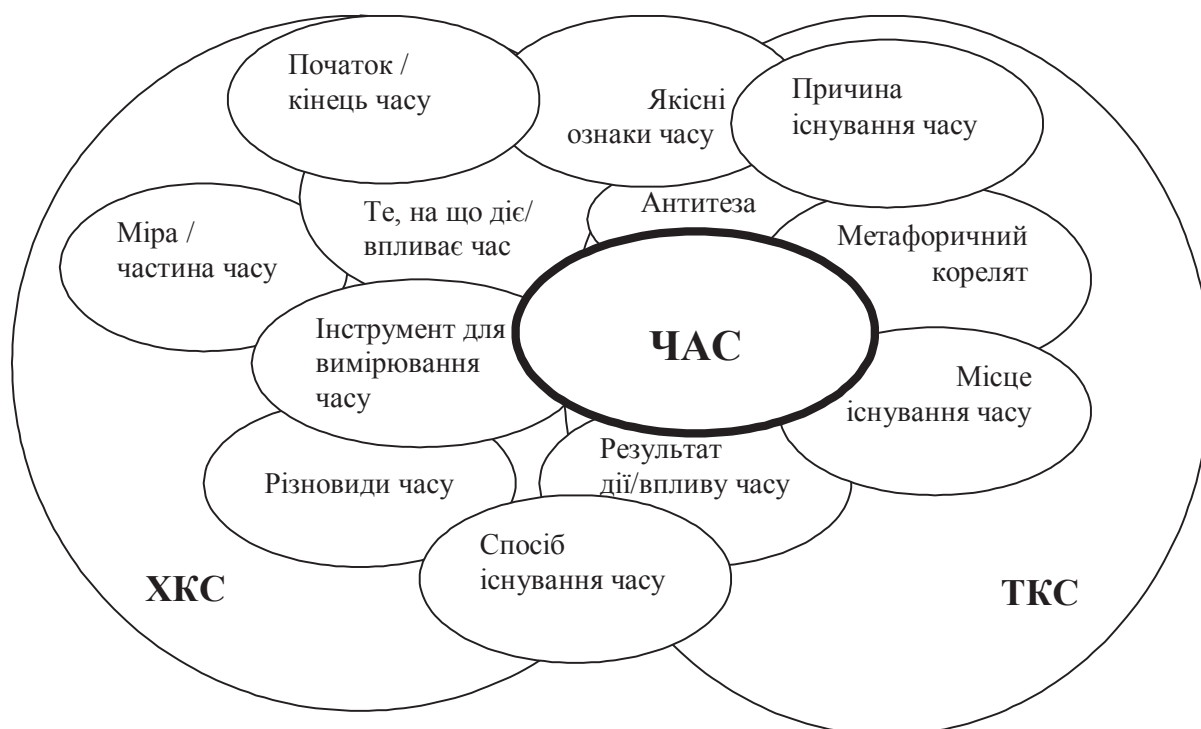 Початок /
кінець часу
Якісні
ознаки часу
Причина
існування часу
Міра /
частина часу
Те, на що діє/
впливає час
Антитеза
Метафоричний
корелят
Інструмент для
вимірювання
часу
ЧАС
Місце
існування часу
Різновиди часу
Результат
дії/впливу часу
Спосіб
існування часу
ХКС
ТКС